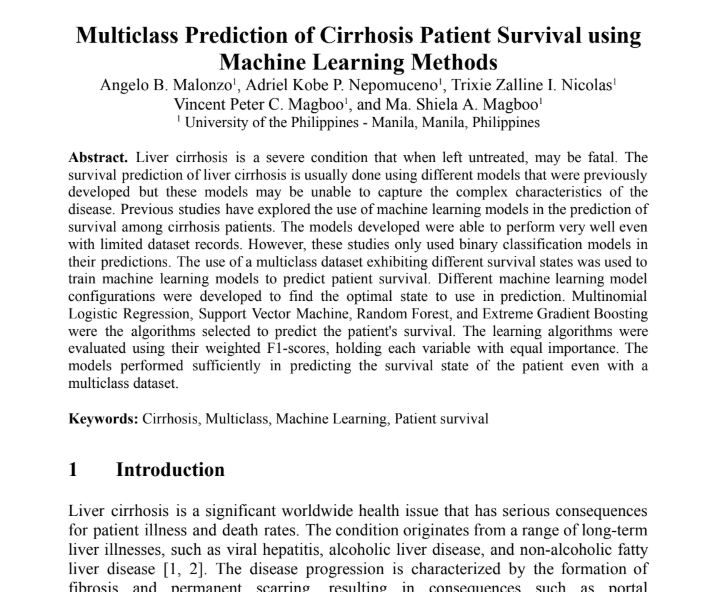 Multiclass Prediction of Cirrhosis Patient Survival using
Machine Learning Methods
Angelo B. Malonzo¹, Adriel Kobe P. Nepomuceno¹, Trixie Zalline I. Nicolas¹
Vincent Peter C. Magboo¹, and Ma. Shiela A. Magboo¹
¹ University of the Philippines - Manila, Manila, Philippines
Abstract. Liver cirrhosis is a severe condition that when left untreated, may be fatal. The
survival prediction of liver cirrhosis is usually done using different models that were previously
developed but these models may be unable to capture the complex characteristics of the
disease. Previous studies have explored the use of machine learning models in the prediction of
survival among cirrhosis patients. The models developed were able to perform very well even
with limited dataset records. However, these studies only used binary classification models in
their predictions. The use of a multiclass dataset exhibiting different survival states was used to
train machine learning models to predict patient survival. Different machine learning model
configurations were developed to find the optimal state to use in prediction. Multinomial
Logistic Regression, Support Vector Machine, Random Forest, and Extreme Gradient Boosting
were the algorithms selected to predict the patient's survival. The learning algorithms were
evaluated using their weighted F1-scores, holding each variable with equal importance. The
models performed sufficiently in predicting the survival state of the patient even with a
multiclass dataset.
Keywords: Cirrhosis, Multiclass, Machine Learning, Patient survival
1 Introduction
Liver cirrhosis is a significant worldwide health issue that has serious consequences
for patient illness and death rates. The condition originates from a range of long-term
liver illnesses, such as viral hepatitis, alcoholic liver disease, and non-alcoholic fatty
liver disease [1, 2]. The disease progression is characterized by the formation of
fibrosis and permanent scarring, resulting in consequences such as portal